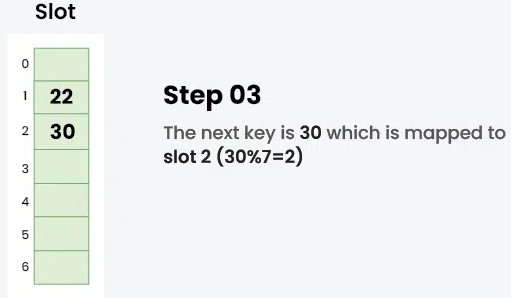 Slot
0
1 22
2 30
3
4
5
6
Step 03
The next key is 30 which is mapped to
slot 2 (30%7=2)